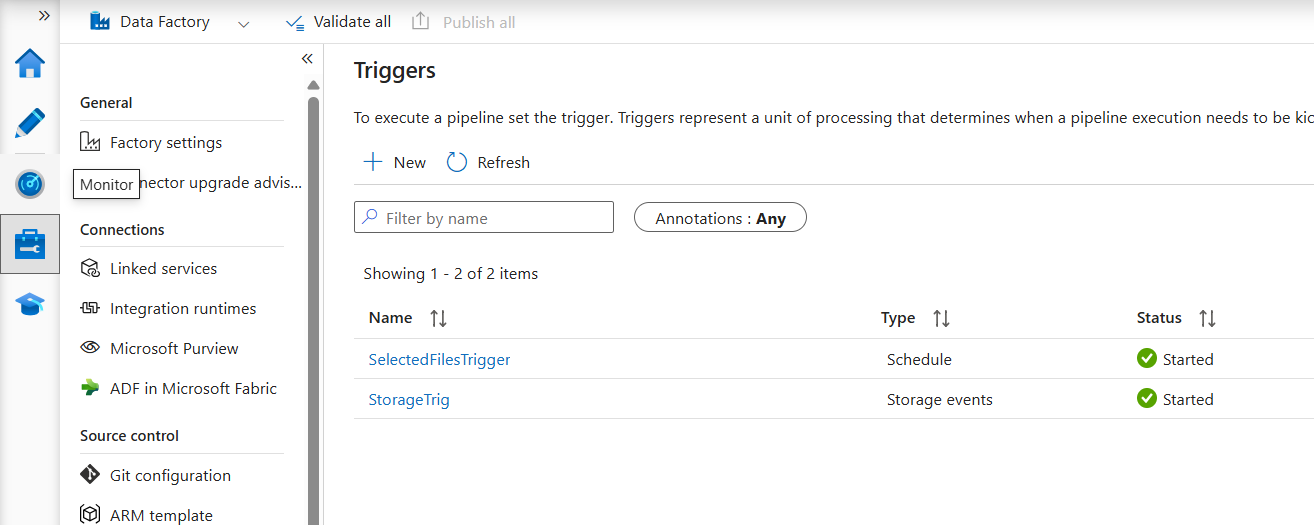 Data Factory
Validate all
Publish all
General
Factory settings
Monitor
nector upgrade advis...
Connections
Linked services
Integration runtimes
Microsoft Purview
ADF in Microsoft Fabric
Source control
Git configuration
ARM template
Triggers
To execute a pipeline set the trigger. Triggers represent a unit of processing that determines when a pipeline execution needs to be
New
Refresh
Filter by name
Annotations : Any
Showing 1 - 2 of 2 items
Name Type Status
SelectedFilesTrigger Schedule Started
StorageTrig Storage events Started